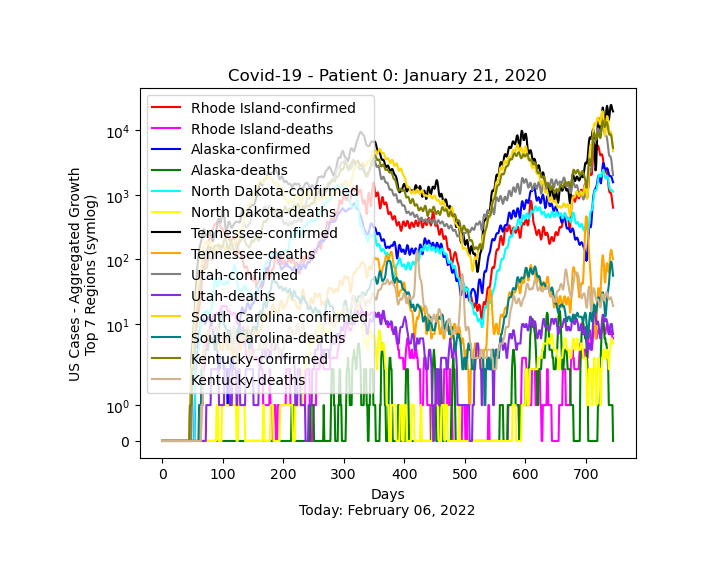 Covid-19 - Patient 0: January 21, 2020
US Cases - Aggregated Growth
Top 7 Regions (symlog)
10^4
10^3
10^2
10^1
10^0
0
Rhode Island-confirmed
Rhode Island-deaths
Alaska-confirmed
Alaska-deaths
North Dakota-confirmed
North Dakota-deaths
Tennessee-confirmed
Tennessee-deaths
Utah-confirmed
Utah-deaths
South Carolina-confirmed
South Carolina-deaths
Kentucky-confirmed
Kentucky-deaths
0 100 200 300 400 500 600 700
Days
Today: February 06, 2022